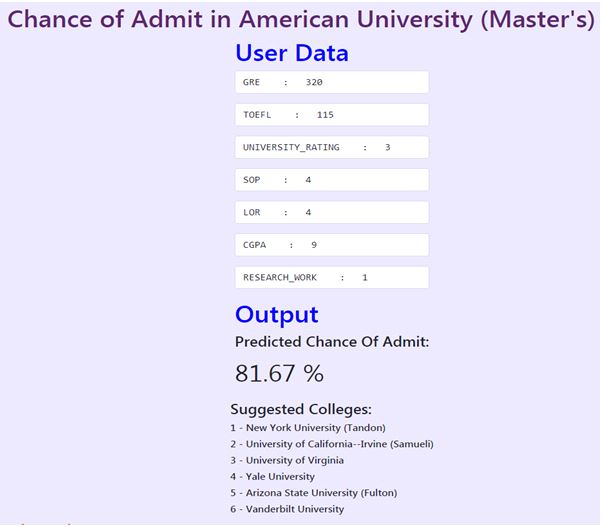 Chance of Admit in American University (Master's)
User Data
GRE : 320
TOEFL : 115
UNIVERSITY_RATING : 3
SOP : 4
LOR : 4
CGPA : 9
RESEARCH_WORK : 1
Output
Predicted Chance Of Admit:
81.67 %
Suggested Colleges:
1 - New York University (Tandon)
2 - University of California--Irvine (Samueli)
3 - University of Virginia
4 - Yale University
5 - Arizona State University (Fulton)
6 - Vanderbilt University